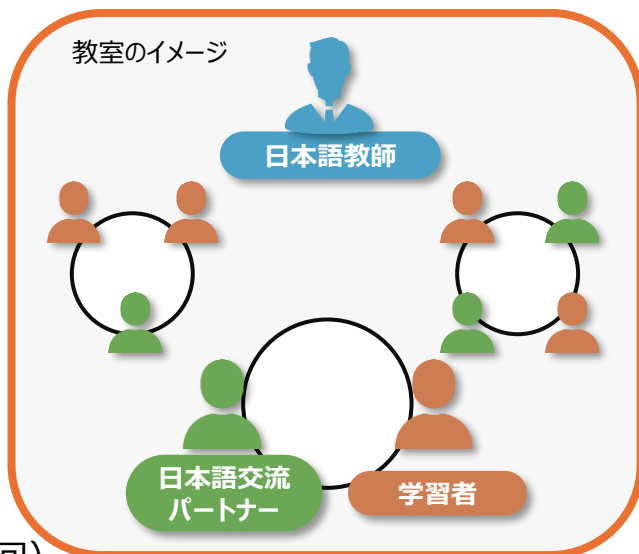 教室のイメージ
日本語教師
日本語交流
パートナー
学習者
回）